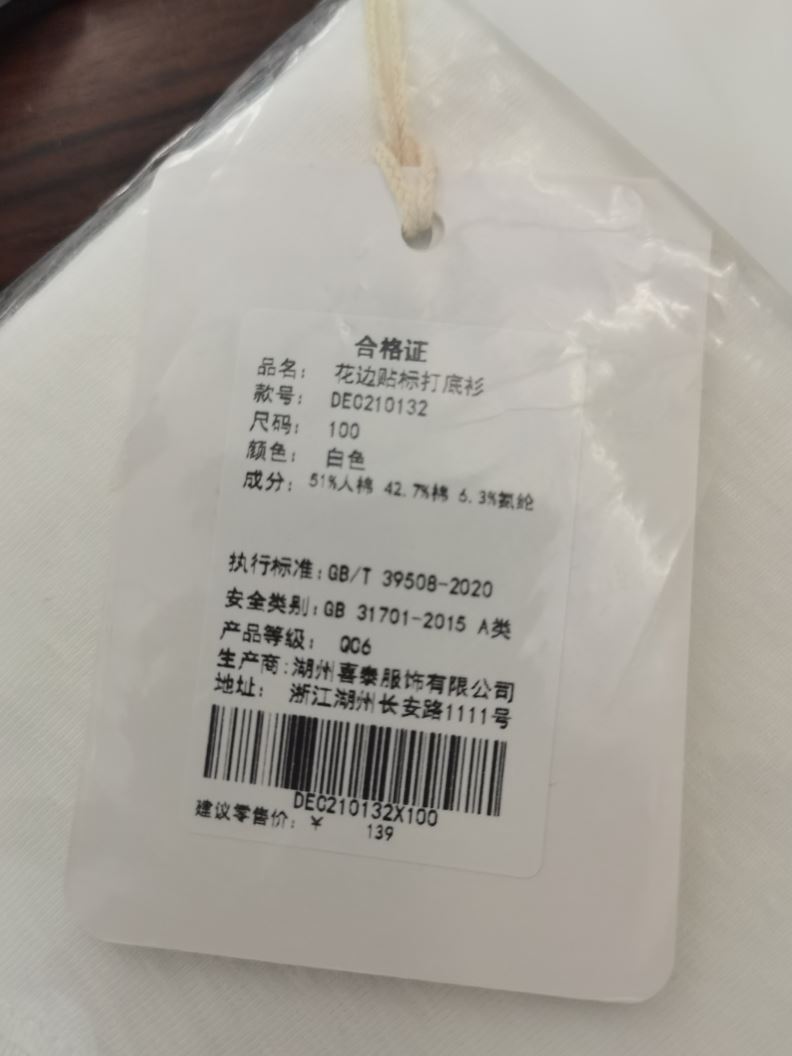 合格证
品名： 花边贴标打底衫
款号： DEC210132
尺码： 100
颜色： 白色
成分： 51%人棉 42.7%棉 6.3%氨纶
执行标准：GB/T 39508-2020
安全类别：GB 31701-2015 A类
产品等级： QC6
生产商：湖州喜泰服饰有限公司
地址： 浙江湖州长安路1111号
DEC210132X100
建议零售价：￥ 139